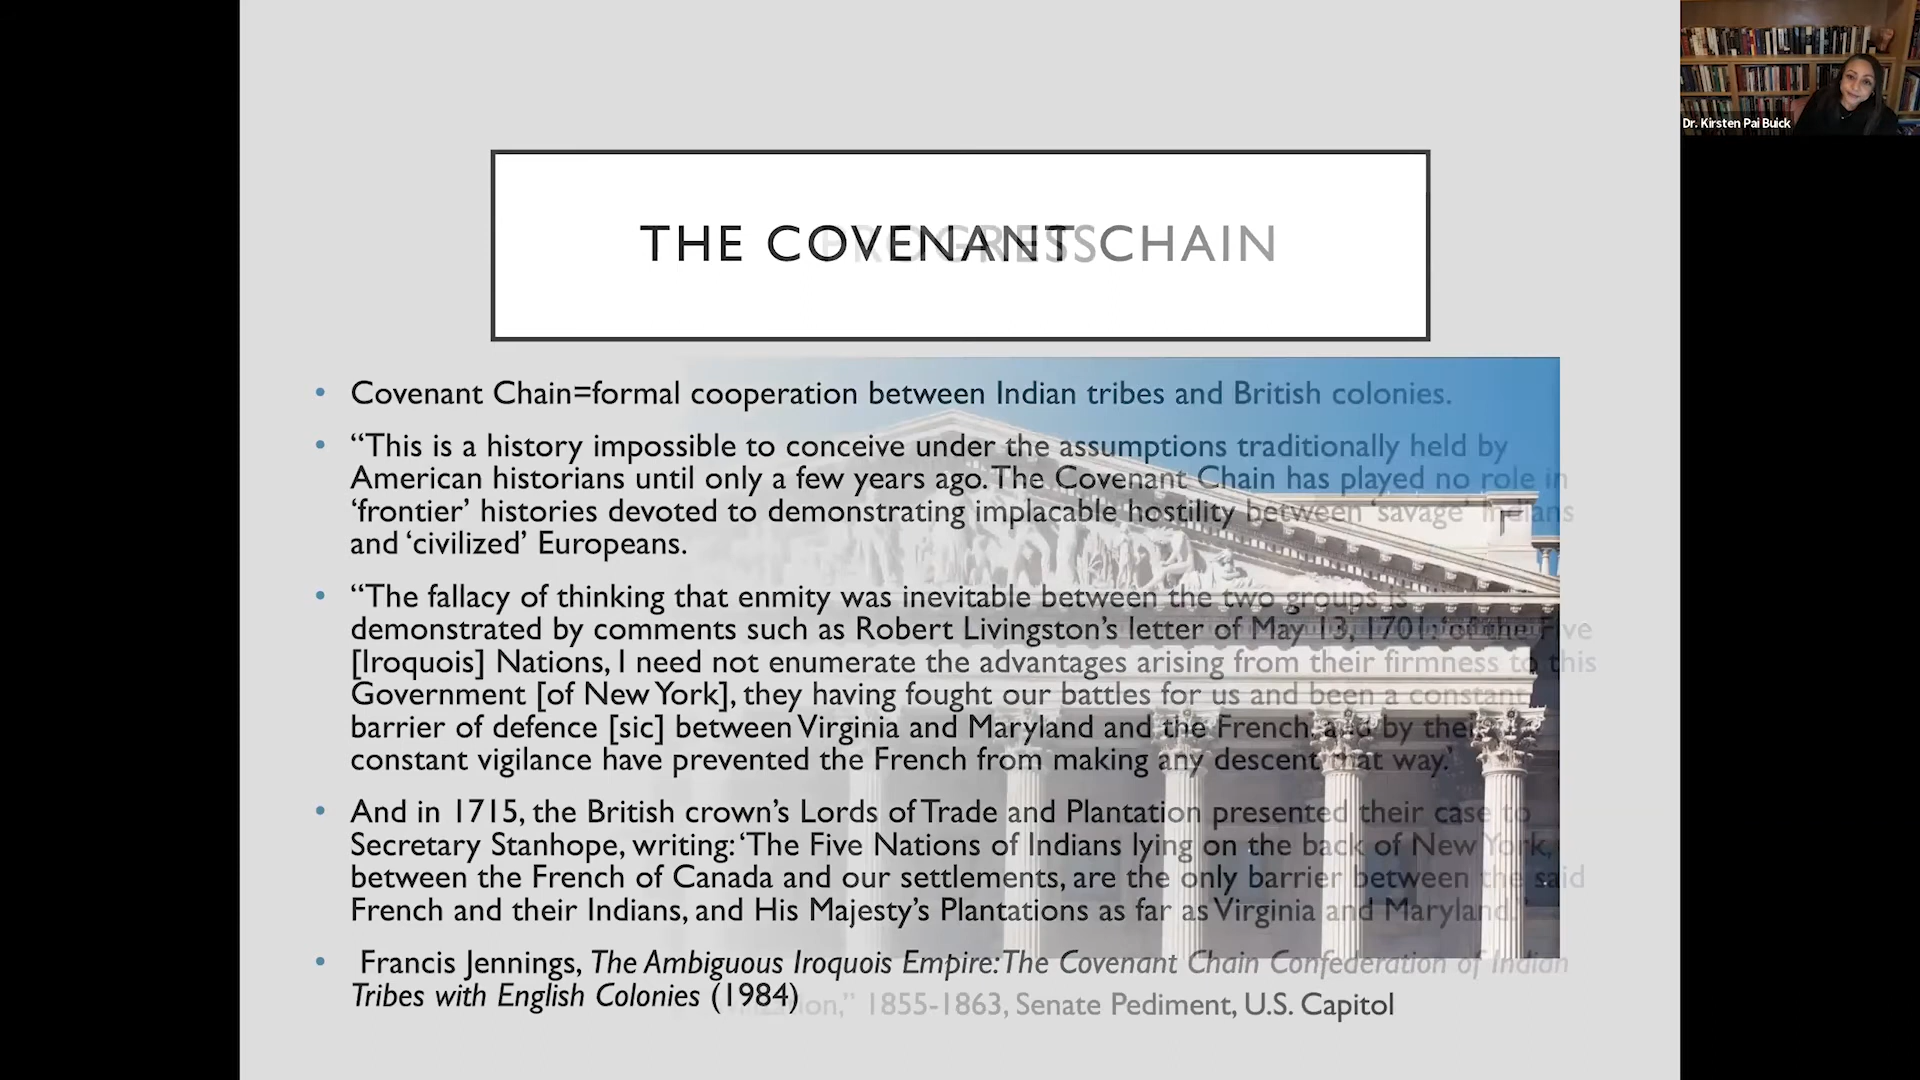 Dr. Kirsten Pai Buick
THE COVENANT CHAIN
PROGRESS
• Covenant Chain=formal cooperation between Indian tribes and British colonies.
• “This is a history impossible to conceive under the assumptions traditionally held by
American historians until only a few years ago. The Covenant Chain has played no role in
‘frontier’ histories devoted to demonstrating implacable hostility between ‘savage’ Indians
and ‘civilized’ Europeans.
• “The fallacy of thinking that enmity was inevitable between the two groups is
demonstrated by comments such as Robert Livingston’s letter of May 13, 1701: ‘of the Five
[Iroquois] Nations, I need not enumerate the advantages arising from their firmness to this
Government [of New York], they having fought our battles for us and been a constant
barrier of defence [sic] between Virginia and Maryland and the French, and by their
constant vigilance have prevented the French from making any descent that way.’
• And in 1715, the British crown’s Lords of Trade and Plantation presented their case to
Secretary Stanhope, writing: ‘The Five Nations of Indians lying on the back of New York,
between the French of Canada and our settlements, are the only barrier between the said
French and their Indians, and His Majesty’s Plantations as far as Virginia and Maryland.”
• Francis Jennings, The Ambiguous Iroquois Empire: The Covenant Chain Confederation of Indian
Tribes with English Colonies (1984)
1855-1863, Senate Pediment, U.S. Capitol